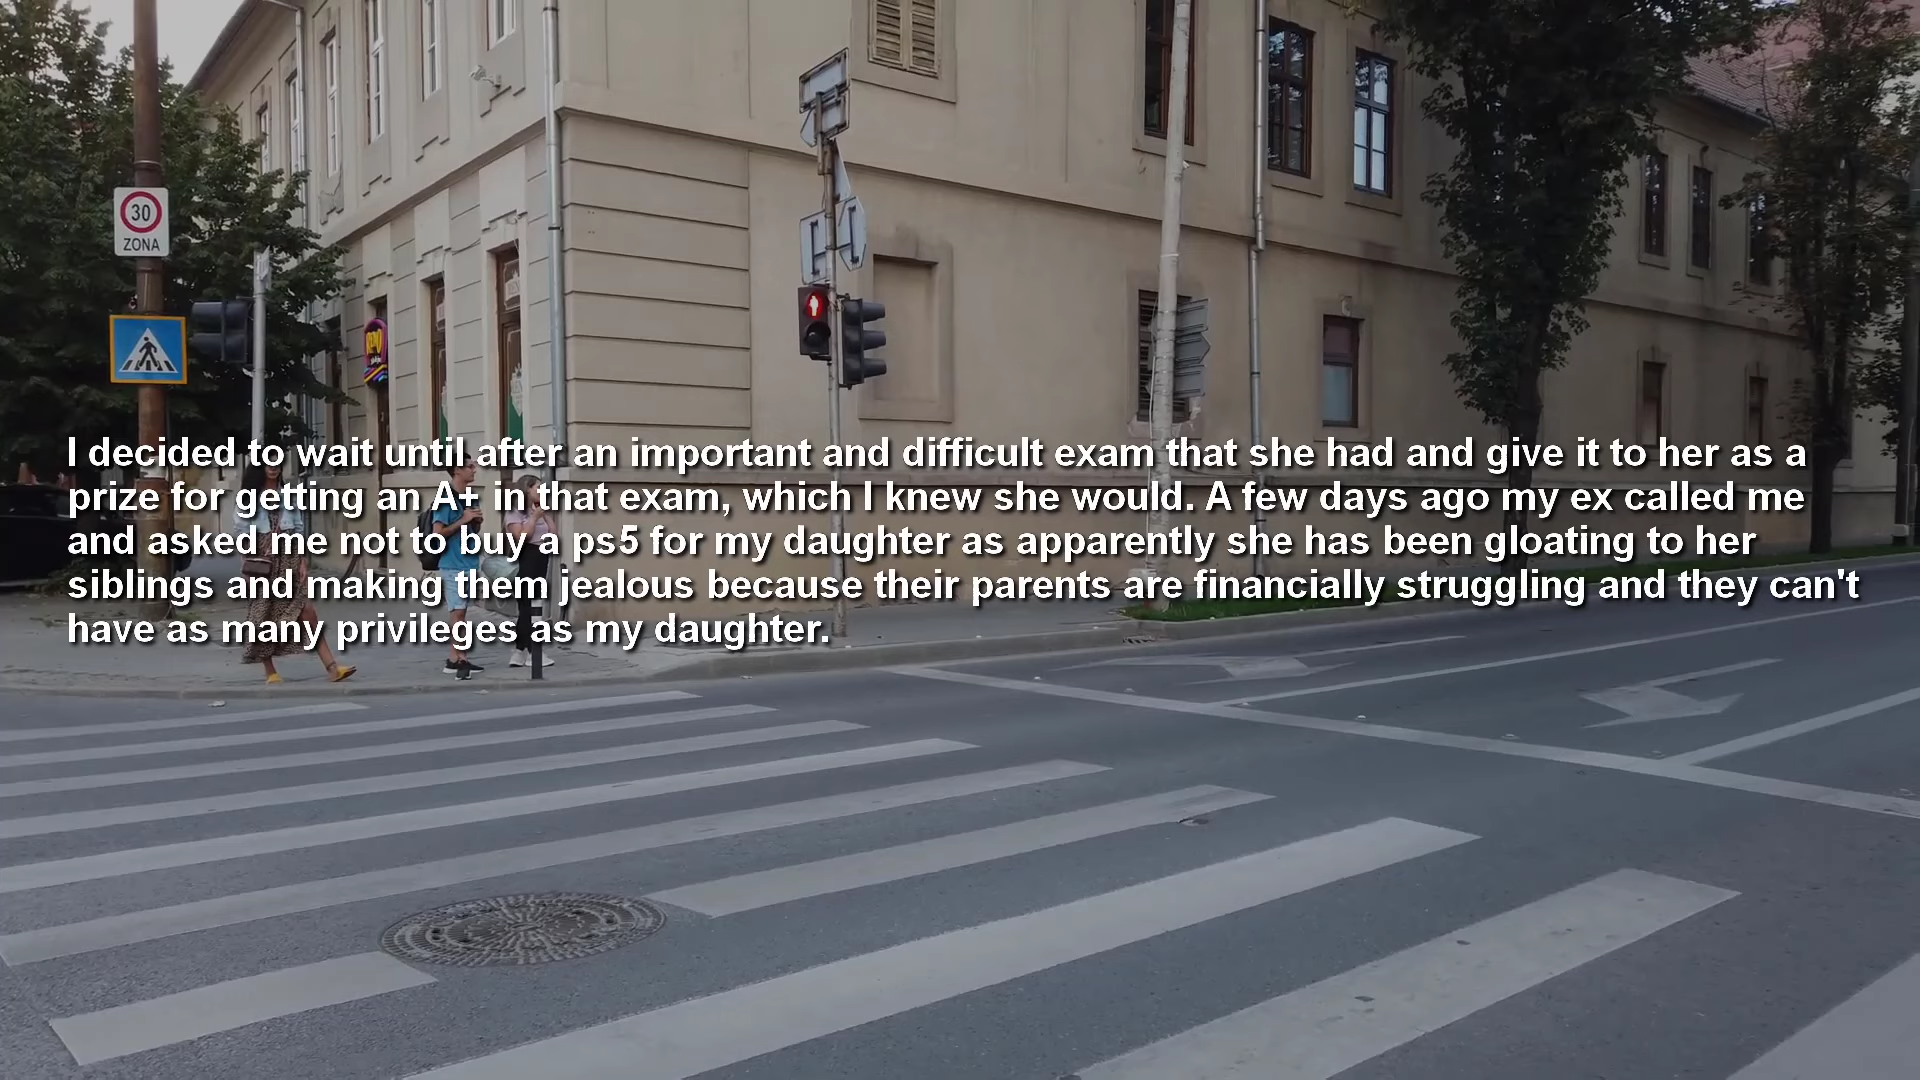 30
ZONA
I decided to wait until after an important and difficult exam that she had and give it to her as a
prize for getting an A+ in that exam, which I knew she would. A few days ago my ex called me
and asked me not to buy a ps5 for my daughter as apparently she has been gloating to her
siblings and making them jealous because their parents are financially struggling and they can't
have as many privileges as my daughter.